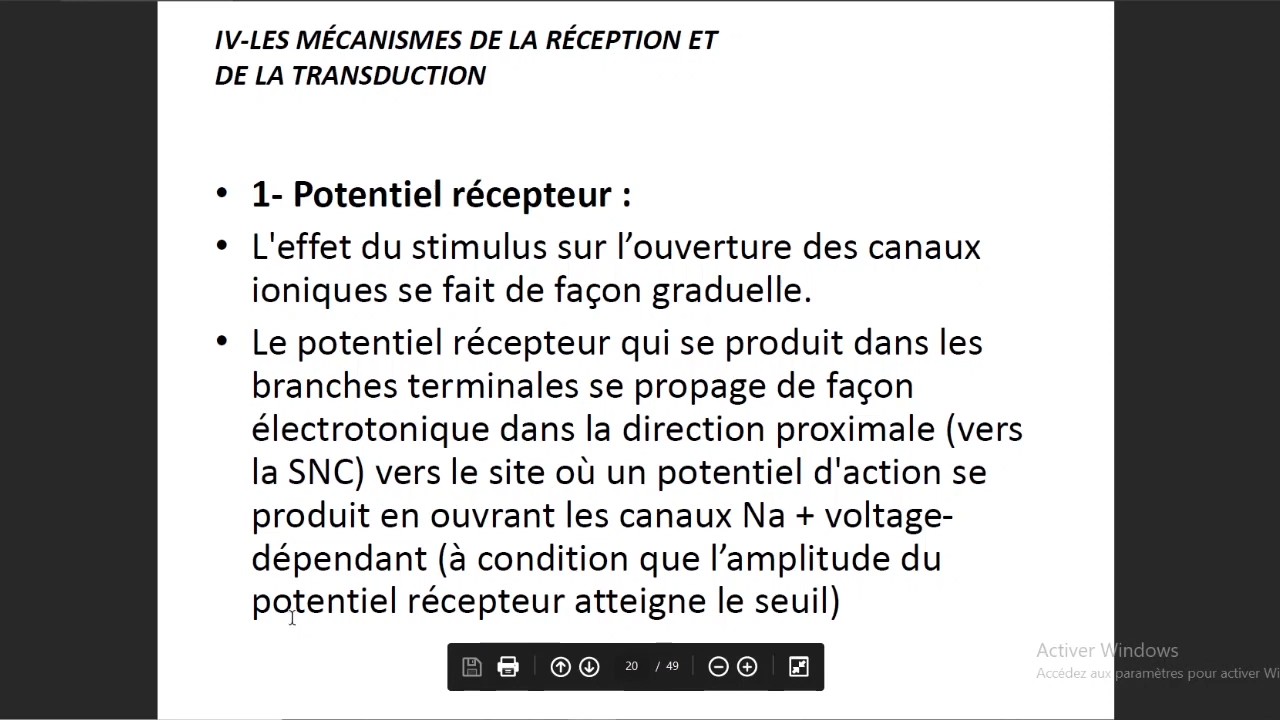 IV-LES MÉCANISMES DE LA RÉCEPTION ET
DE LA TRANSDUCTION
• 1- Potentiel récepteur :
• L'effet du stimulus sur l’ouverture des canaux
ioniques se fait de façon graduelle.
• Le potentiel récepteur qui se produit dans les
branches terminales se propage de façon
électrotonique dans la direction proximale (vers
la SNC) vers le site où un potentiel d'action se
produit en ouvrant les canaux Na + voltage-
dépendant (à condition que l’amplitude du
potentiel récepteur atteigne le seuil)
20 / 49
Activer Windows
Accédez aux paramètres pour activer Wi